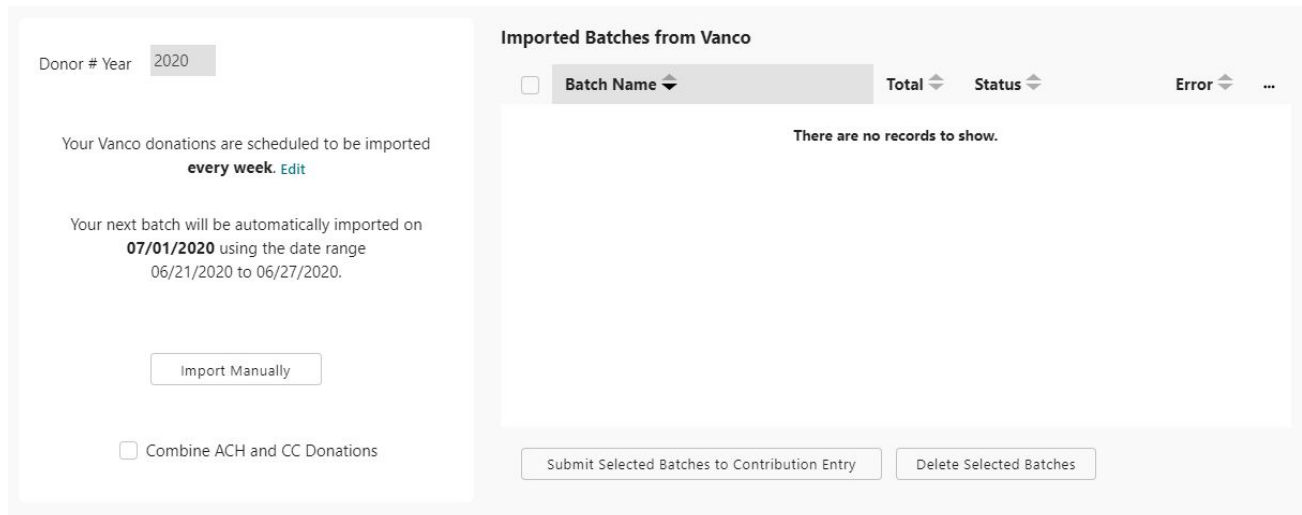 Donor # Year 2020
Your Vanco donations are scheduled to be imported
every week. Edit
Your next batch will be automatically imported on
07/01/2020 using the date range
06/21/2020 to 06/27/2020.
Import Manually
Combine ACH and CC Donations
Imported Batches from Vanco
Batch Name Total Status Error ...
There are no records to show.
Submit Selected Batches to Contribution Entry Delete Selected Batches